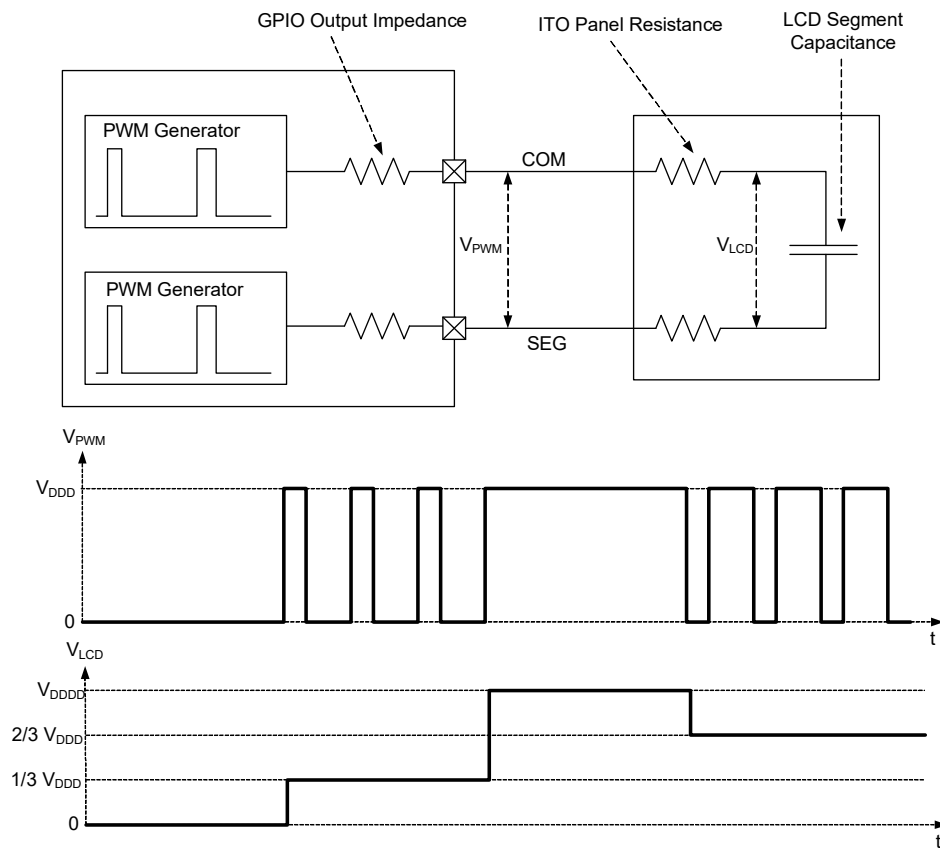 GPIO Output Impedance
ITO Panel Resistance
LCD Segment
Capacitance
PWM Generator
COM
VPWM
VLCD
PWM Generator
SEG
VPWM
VDDD
0
t
VLCD
VDDDD
2/3 VDDD
1/3 VDDD
0
t